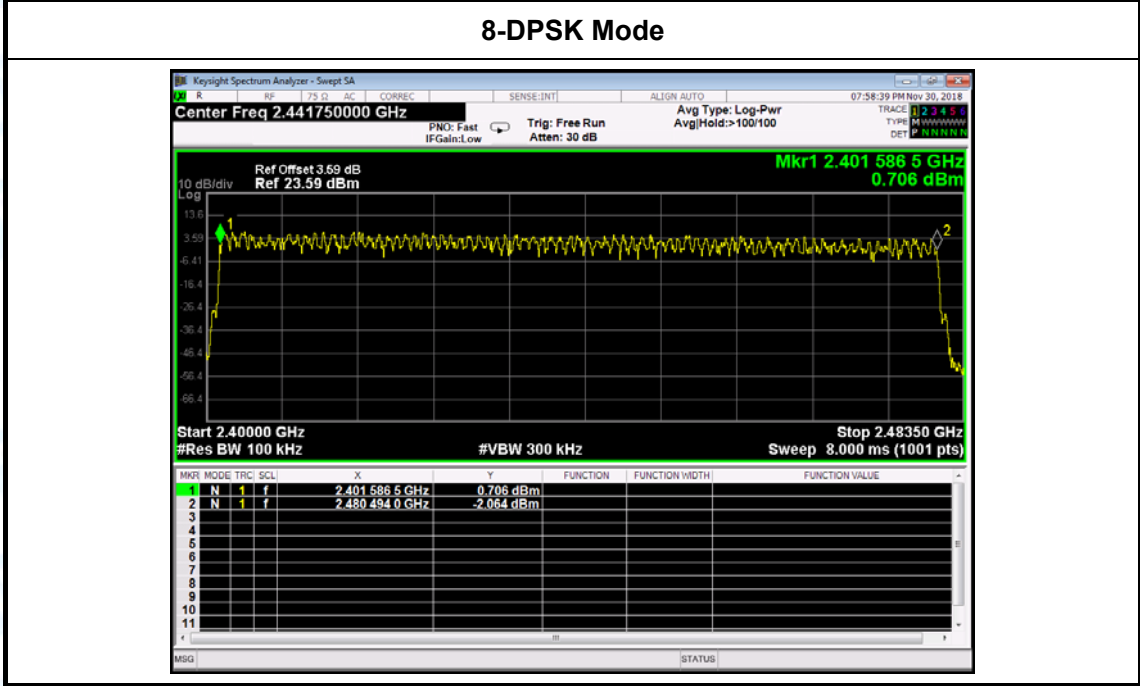 8-DPSK Mode
Keysight Spectrum Analyzer - Swept SA
R RF 75 Ω AC CORREC SENSE:INT ALIGN AUTO 07:58:39 PM Nov 30, 2018
Center Freq 2.441750000 GHz
PNO: Fast
IFGain:Low
Trig: Free Run
Atten: 30 dB
Avg Type: Log-Pwr
Avg|Hold:>100/100
TRACE 1 2 3 4 5 6
TYPE M WWWWW
DET P N N N N N
Ref Offset 3.59 dB
10 dB/div Ref 23.59 dBm
Log
Mkr1 2.401 586 5 GHz
0.706 dBm
13.6
3.59
-6.41
-16.4
-26.4
-36.4
-46.4
-56.4
-66.4
1
2
Start 2.40000 GHz Stop 2.48350 GHz
#Res BW 100 kHz #VBW 300 kHz Sweep 8.000 ms (1001 pts)
MKR MODE TRC SCL X Y FUNCTION FUNCTION WIDTH FUNCTION VALUE
1 N 1 f 2.401 586 5 GHz 0.706 dBm
2 N 1 f 2.480 494 0 GHz -2.064 dBm
3
4
5
6
7
8
9
10
11
MSG STATUS